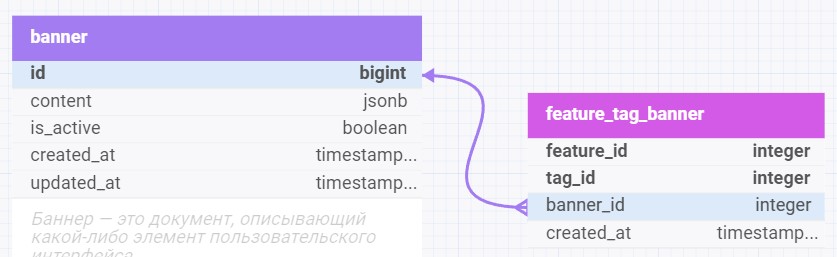 banner
id bigint
content jsonb
is_active boolean
created_at timestamp...
updated_at timestamp...
Баннер — это документ, описывающий
какой-либо элемент пользовательского
интерфейса
feature_tag_banner
feature_id integer
tag_id integer
banner_id integer
created_at timestamp...